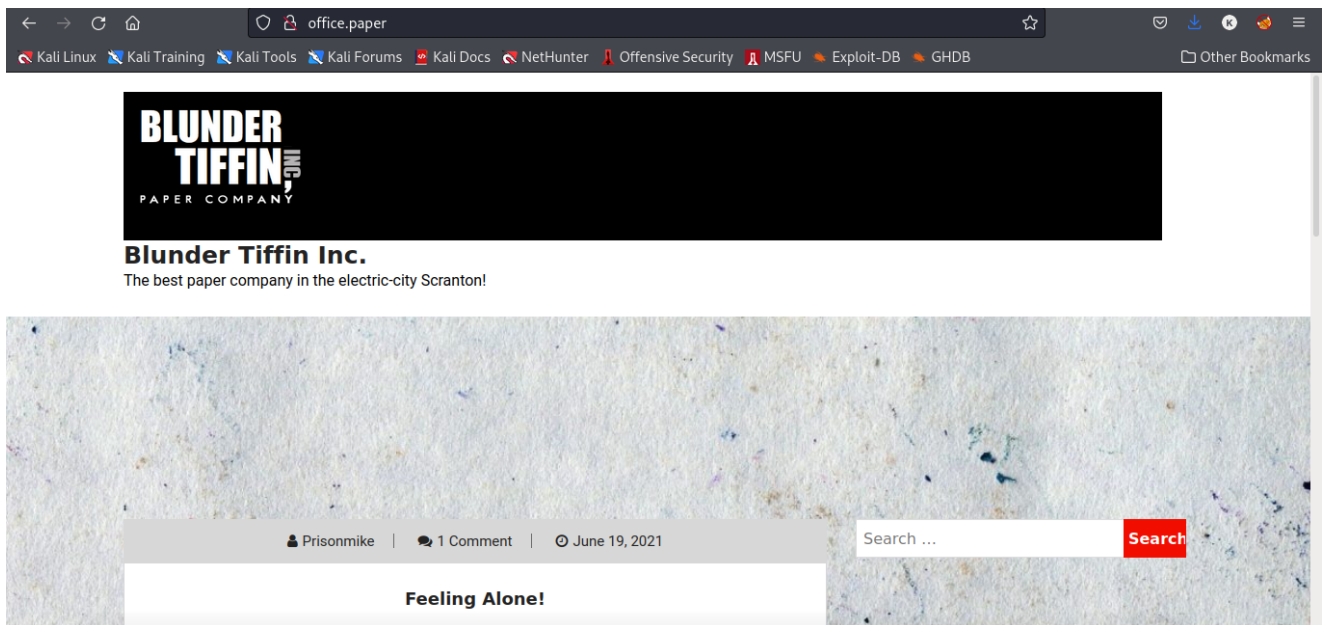 office.paper
Kali Linux Kali Training Kali Tools Kali Forums Kali Docs NetHunter Offensive Security MSFU Exploit-DB GHDB Other Bookmarks
BLUNDER
TIFFIN, INC
PAPER COMPANY
Blunder Tiffin Inc.
The best paper company in the electric-city Scranton!
Prisonmike | 1 Comment | June 19, 2021
Search ...
Search
Feeling Alone!